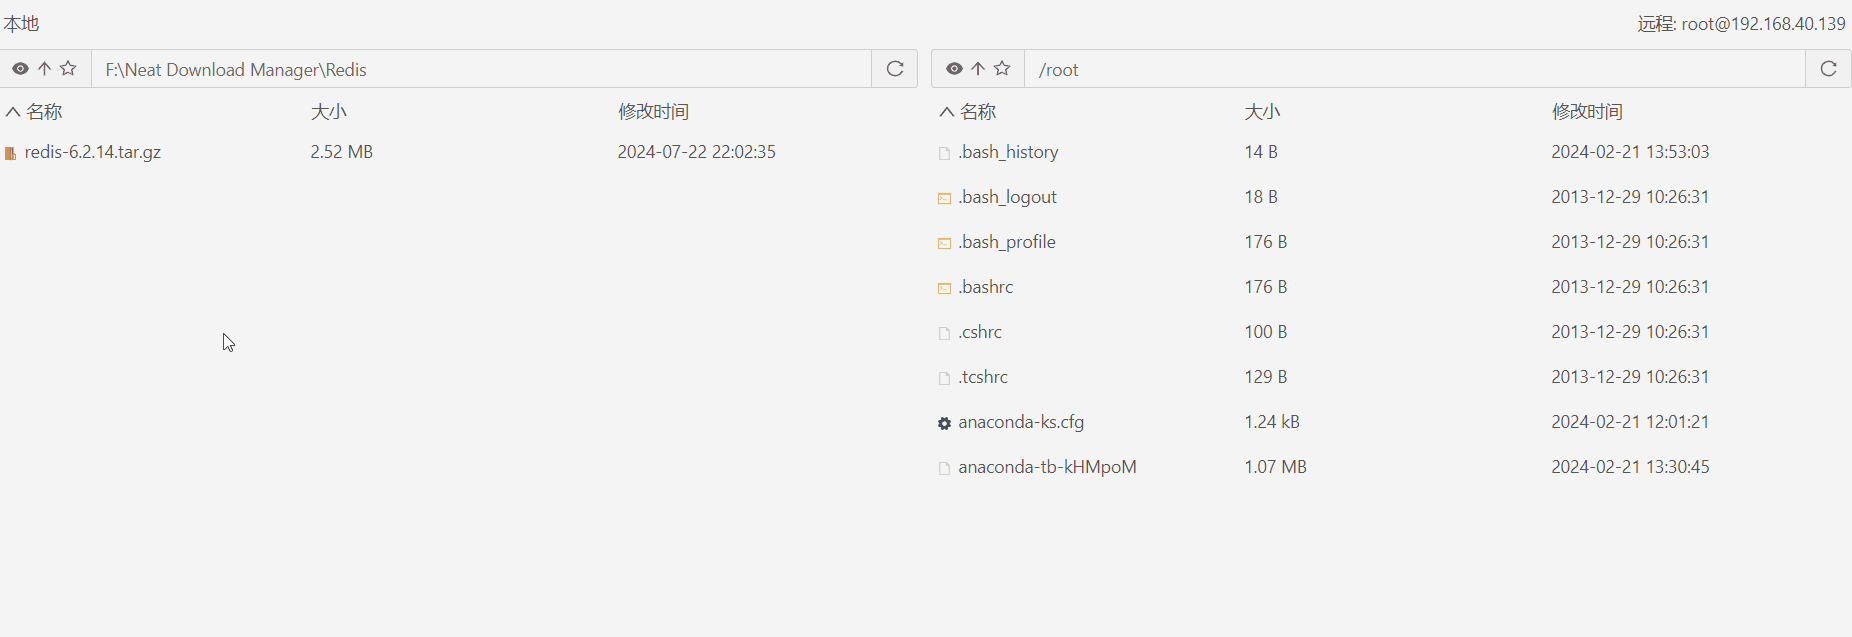 本地
远程: root@192.168.40.139
F:\Neat Download Manager\Redis
/root
名称 大小 修改时间
redis-6.2.14.tar.gz 2.52 MB 2024-07-22 22:02:35
名称 大小 修改时间
.bash_history 14 B 2024-02-21 13:53:03
.bash_logout 18 B 2013-12-29 10:26:31
.bash_profile 176 B 2013-12-29 10:26:31
.bashrc 176 B 2013-12-29 10:26:31
.cshrc 100 B 2013-12-29 10:26:31
.tcshrc 129 B 2013-12-29 10:26:31
anaconda-ks.cfg 1.24 kB 2024-02-21 12:01:21
anaconda-tb-kHMpoM 1.07 MB 2024-02-21 13:30:45